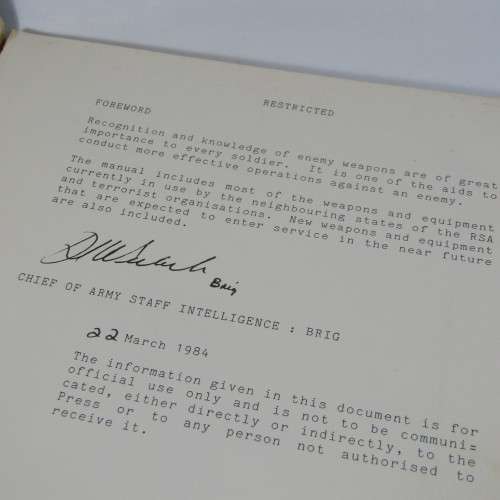 RESTRICTED
FOREWORD
Recognition and knowledge of enemy weapons are of great
importance to every soldier. It is one of the aids to
conduct more effective operations against an enemy.
The manual includes most of the weapons and equipment
currently in use by the neighbouring states of the RSA
and terrorist organisations. New weapons and equipment
that are expected to enter service in the near future
are also included.
Brig
CHIEF OF ARMY STAFF INTELLIGENCE : BRIG
22 March 1984
The information given in this document is for
official use only and is not to be communi=
cated, either directly or indirectly, to the
Press or to any person not authorised to
receive it.